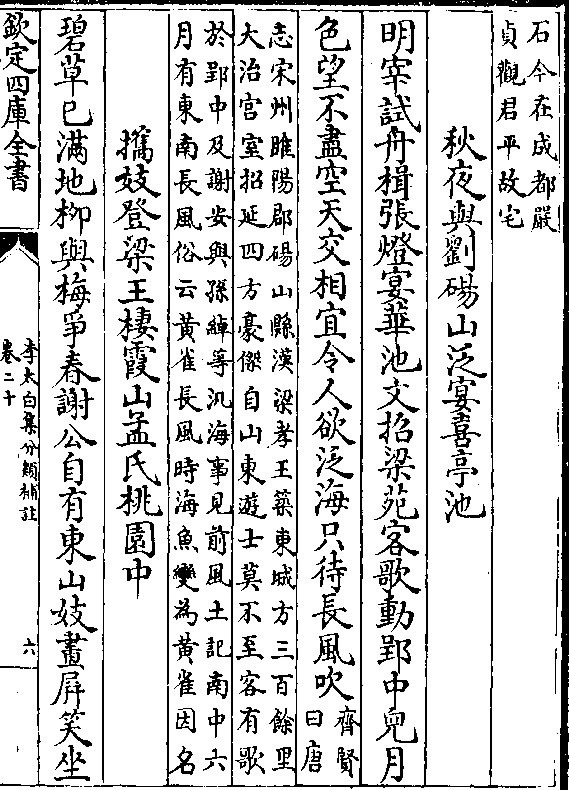 石今在成都嚴
貞觀君平故宅
秋夜與劉碭山泛宴喜亭池
明宰試舟楫張燈宴華池文招梁苑客歌動郢中兒月
色望不盡空天交相宜令人欲泛海只待長風吹
齊賢
曰唐
志宋州睢陽郡碭山縣漢梁孝王築東城方三百餘里
大治宫室招延四方豪傑自山東遊士莫不至客有歌
於郢中及謝安與孫綽等汎海事見前風土記南中六
月有東南長風俗云黄雀長風時海魚變為黄雀因名
攜妓登梁王棲霞山孟氏桃園中
碧草已滿地柳與梅爭春謝公自有東山妓畫屏笑坐
欽定四庫全書
李太白集分類補註
卷二十
六